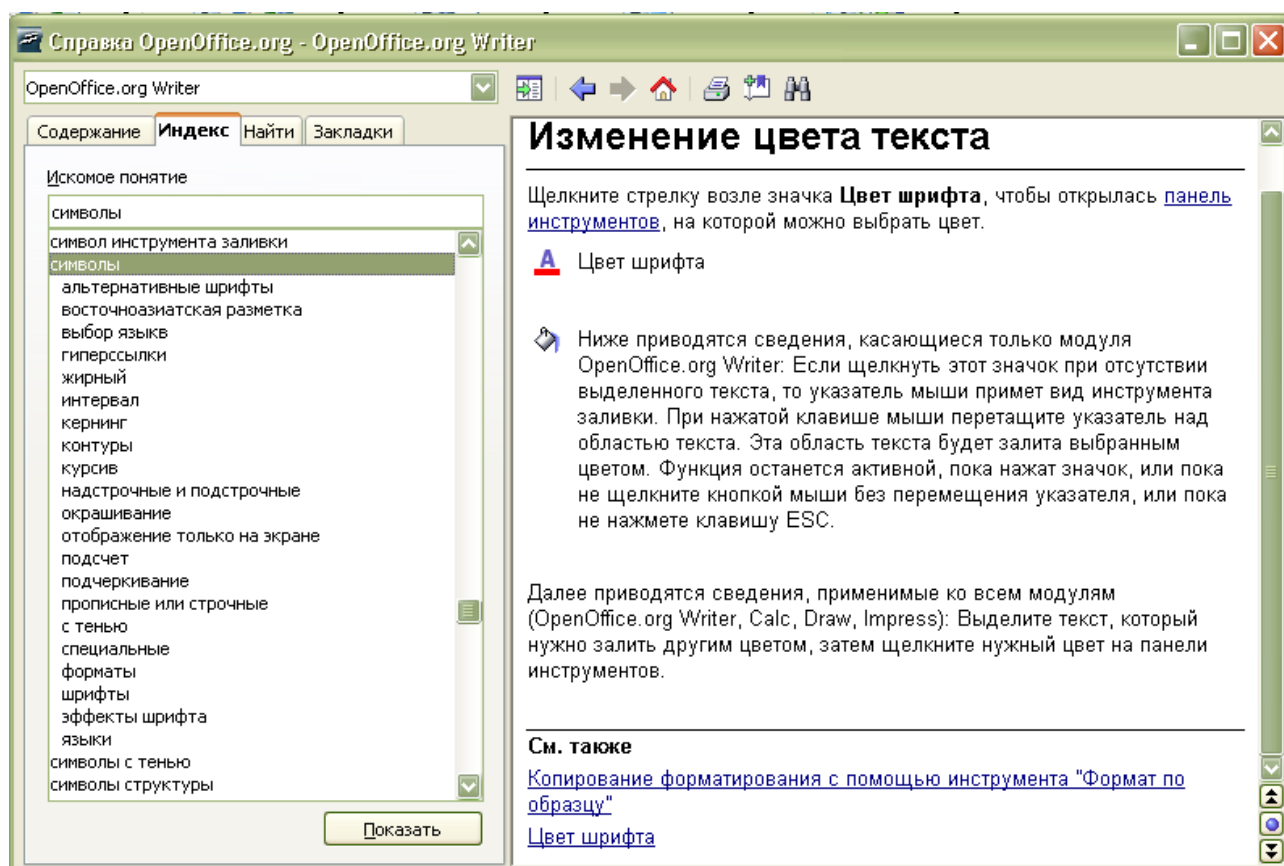 Справка OpenOffice.org - OpenOffice.org Writer
OpenOffice.org Writer
Содержание Индекс Найти Закладки
Искомое понятие
символы
символ инструмента заливки
символы
альтернативные шрифты
восточноазиатская разметка
выбор языкв
гиперссылки
жирный
интервал
кернинг
контуры
курсив
надстрочные и подстрочные
окрашивание
отображение только на экране
подсчет
подчеркивание
прописные или строчные
с тенью
специальные
форматы
шрифты
эффекты шрифта
языки
символы с тенью
символы структуры
Показать
Изменение цвета текста
Щелкните стрелку возле значка Цвет шрифта, чтобы открылась панель
инструментов, на которой можно выбрать цвет.
A Цвет шрифта
Ниже приводятся сведения, касающиеся только модуля
OpenOffice.org Writer: Если щелкнуть этот значок при отсутствии
выделенного текста, то указатель мыши примет вид инструмента
заливки. При нажатой клавише мыши перетащите указатель над
областью текста. Эта область текста будет залита выбранным
цветом. Функция останется активной, пока нажат значок, или пока
не щелкните кнопкой мыши без перемещения указателя, или пока
не нажмете клавишу ESC.
Далее приводятся сведения, применимые ко всем модулям
(OpenOffice.org Writer, Calc, Draw, Impress): Выделите текст, который
нужно залить другим цветом, затем щелкните нужный цвет на панели
инструментов.
См. также
Копирование форматирования с помощью инструмента "Формат по
образцу"
Цвет шрифта